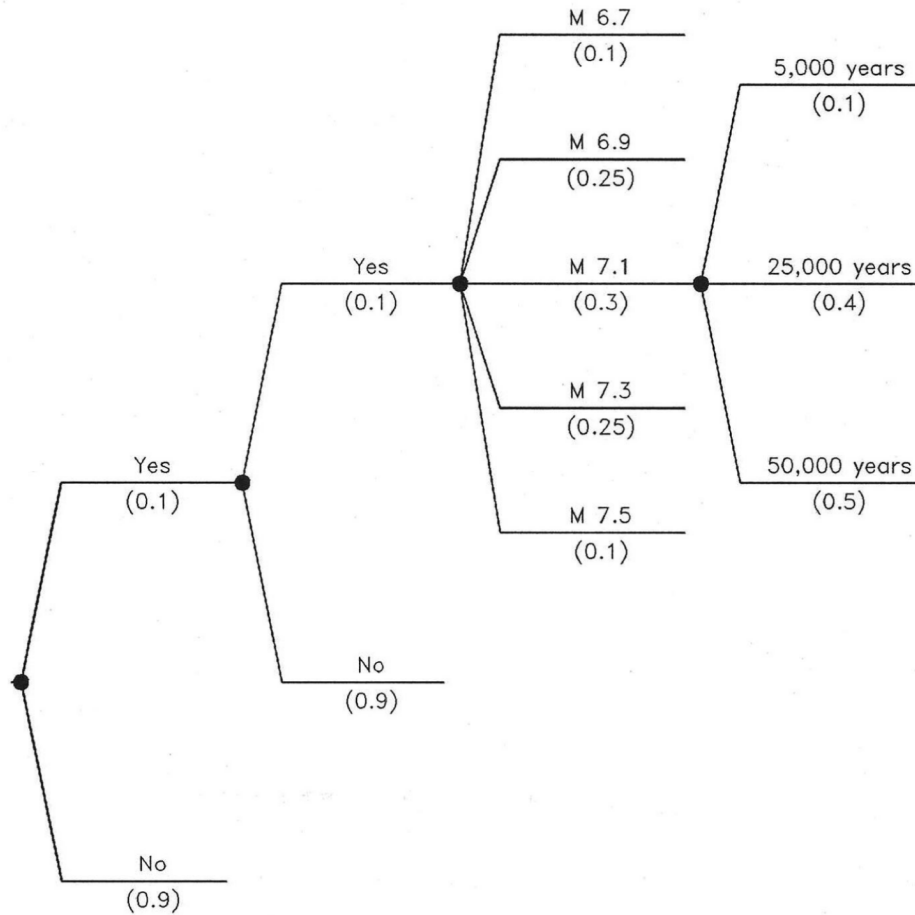 M 6.7
(0.1)
5,000 years
(0.1)
M 6.9
(0.25)
Yes
(0.1)
M 7.1
(0.3)
25,000 years
(0.4)
M 7.3
(0.25)
Yes
(0.1)
50,000 years
(0.5)
M 7.5
(0.1)
No
(0.9)
No
(0.9)